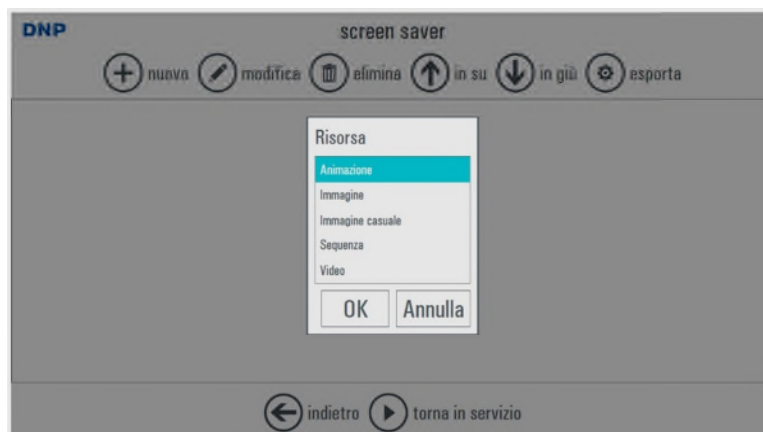 DNP
screen saver
nuovo modifica elimina in su in giù esporta
Risorsa
Animazione
Immagine
Immagine casuale
Sequenza
Video
OK Annulla
indietro torna in servizio